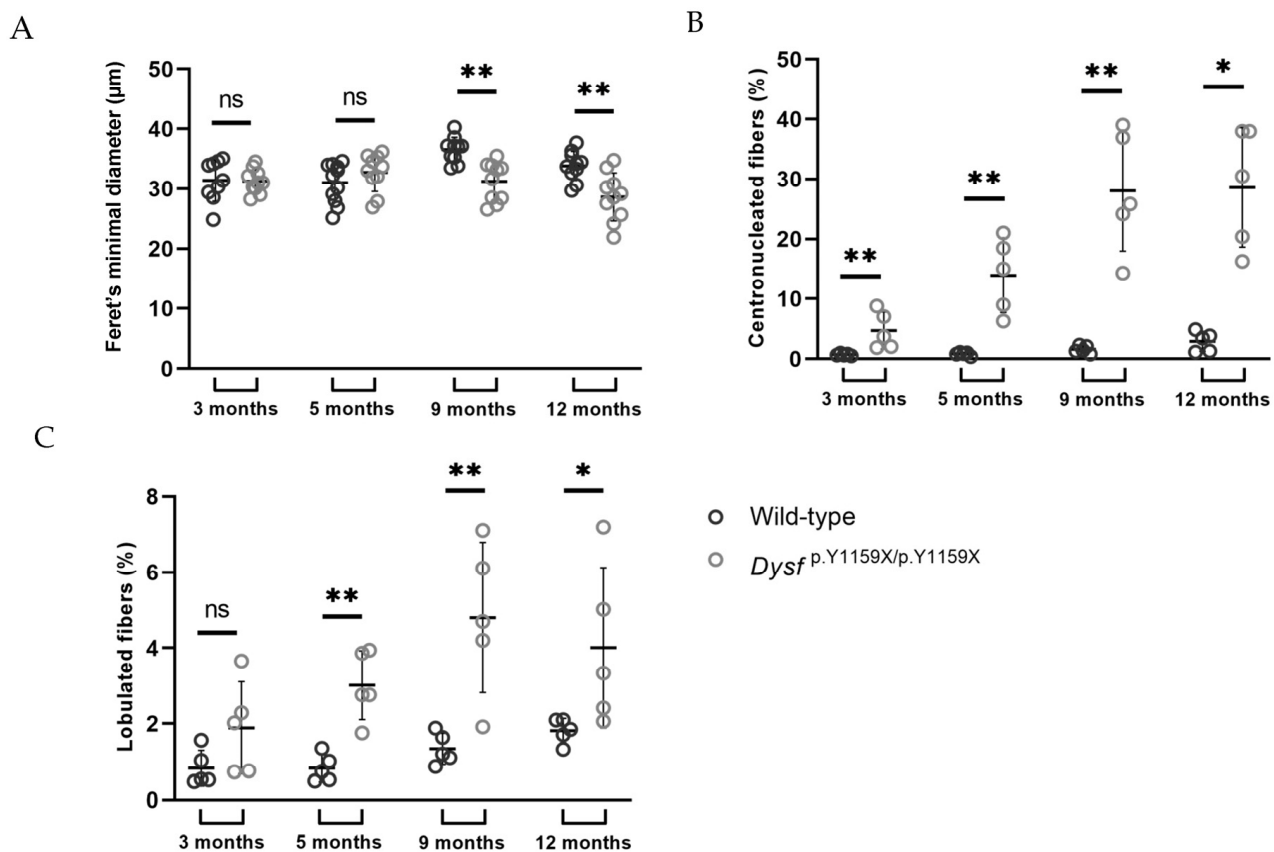 A
Feret's minimal diameter (µm)
50
40
30
20
10
0
ns
ns
**
**
3 months
5 months
9 months
12 months
B
Centronucleated fibers (%)
50
40
30
20
10
0
**
**
**
*
3 months
5 months
9 months
12 months
C
Lobulated fibers (%)
8
6
4
2
0
ns
**
**
*
3 months
5 months
9 months
12 months
Wild-type
Dysf p.Y1159X/p.Y1159X